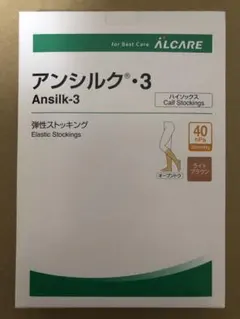 for Best Care ALCARE
アンシルク®・3
Ansilk-3
ハイソックス
Calf Stockings
弾性ストッキング
Elastic Stockings
40
hPa
オープントウ
ライト
ブラウン